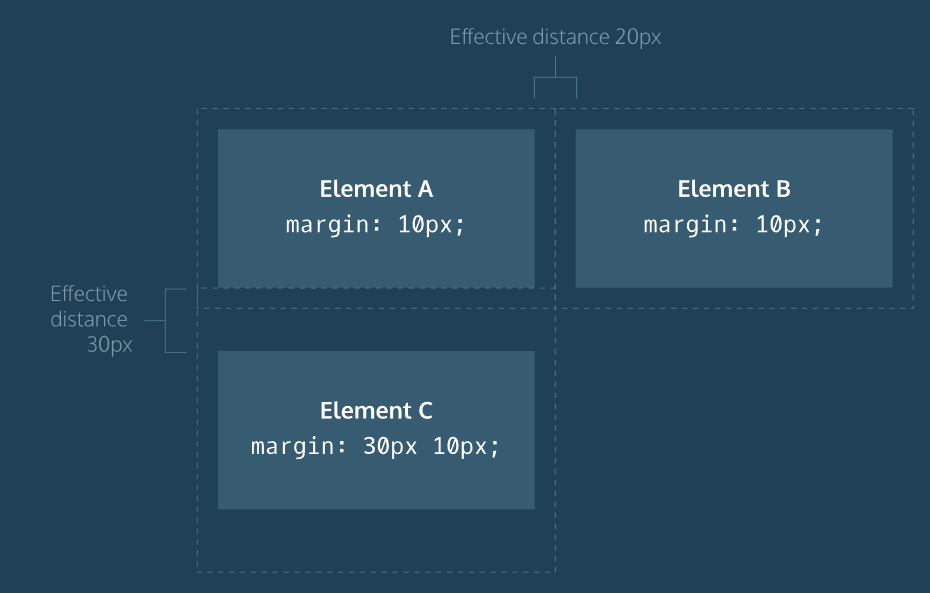 Effective distance 20px
Element A
margin: 10px;
Element B
margin: 10px;
Effective
distance
30px
Element C
margin: 30px 10px;